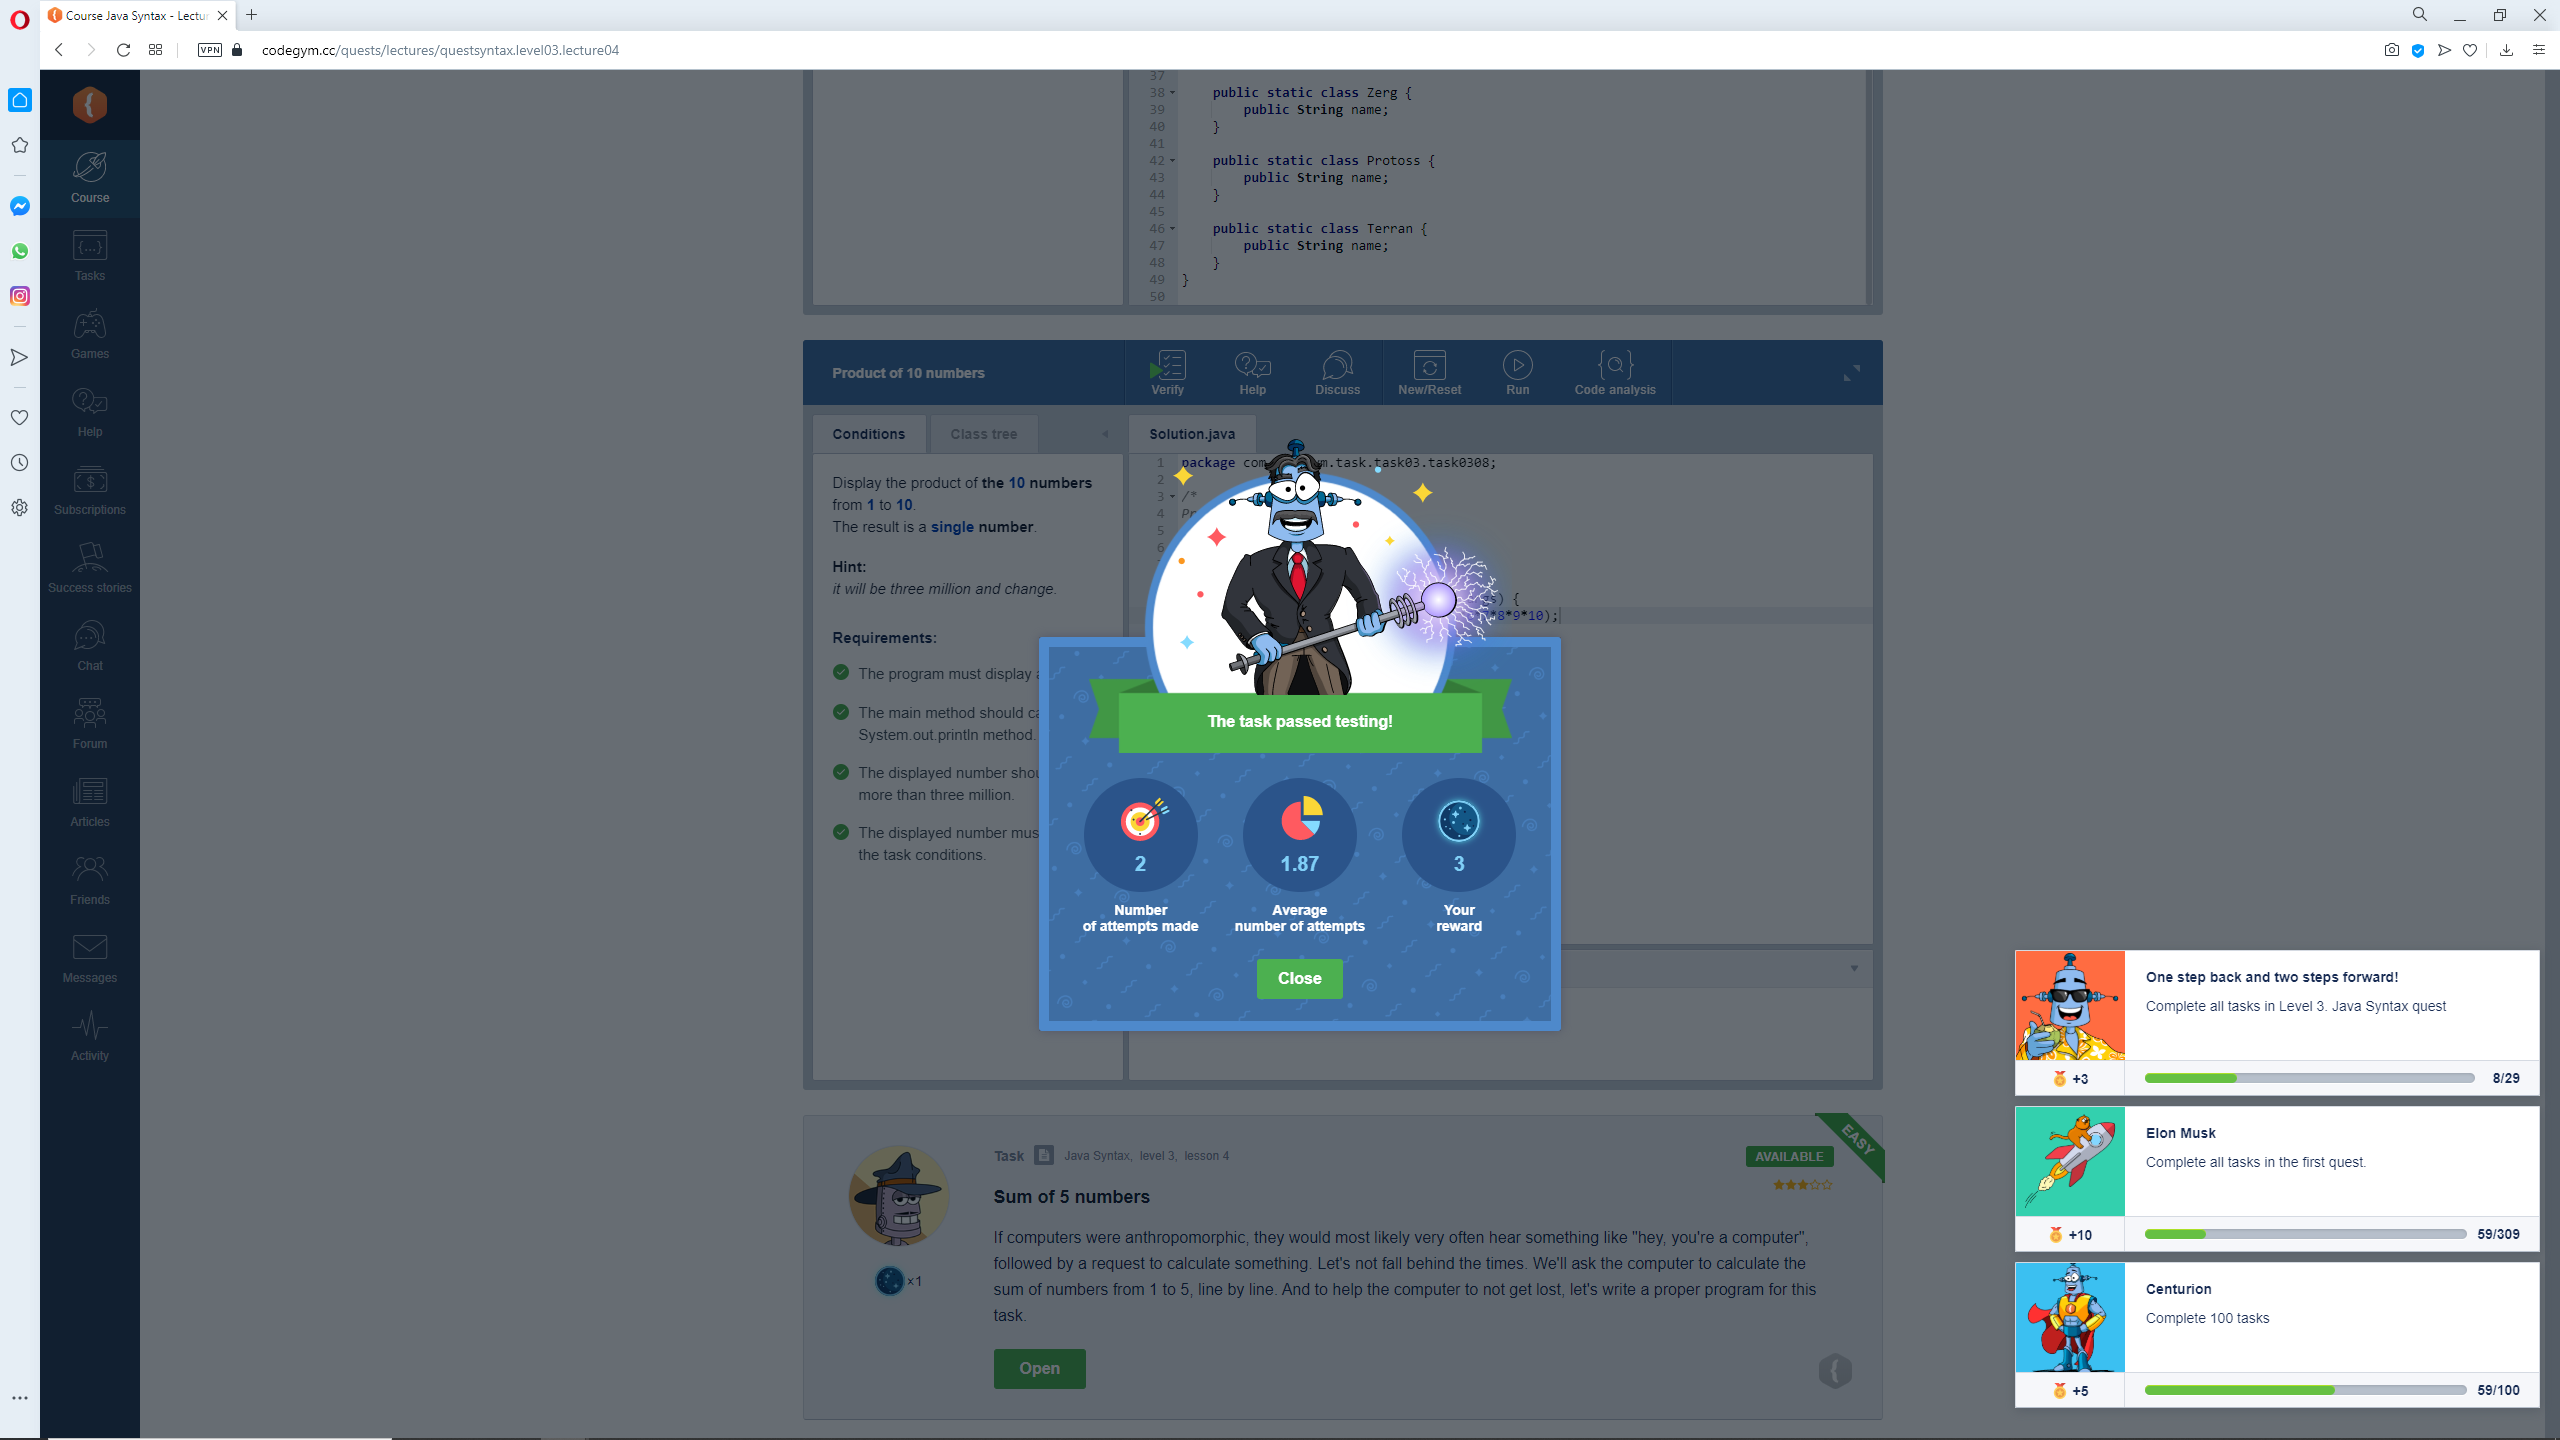 Course Java Syntax - Lectu
VPN
codegym.cc/quests/lectures/questsyntax.level03.lecture04
Course
Tasks
Games
Help
Subscriptions
Success stories
Chat
Forum
Articles
Friends
Messages
Activity
37
38 public static class Zerg {
39 public String name;
40 }
41
42 public static class Protoss {
43 public String name;
44 }
45
46 public static class Terran {
47 public String name;
48 }
49 }
50
Product of 10 numbers
Verify
Help
Discuss
New/Reset
Run
Code analysis
Conditions
Class tree
Solution.java
Display the product of the 10 numbers
from 1 to 10.
The result is a single number.
Hint:
it will be three million and change.
Requirements:
The program must display
The main method should
System.out.println method.
The displayed number
more than three million.
The displayed number
the task conditions.
1 package m.task.task03.task0308;
2
3 /*
4
5
6
) {
*8*9*10);
The task passed testing!
2
Number
of attempts made
1.87
Average
number of attempts
3
Your
reward
Close
Task
Java Syntax, level 3, lesson 4
AVAILABLE
EASY
Sum of 5 numbers
If computers were anthropomorphic, they would most likely very often hear something like "hey, you're a computer",
followed by a request to calculate something. Let's not fall behind the times. We'll ask the computer to calculate the
sum of numbers from 1 to 5, line by line. And to help the computer to not get lost, let's write a proper program for this
task.
×1
Open
One step back and two steps forward!
Complete all tasks in Level 3. Java Syntax quest
+3
8/29
Elon Musk
Complete all tasks in the first quest.
+10
59/309
Centurion
Complete 100 tasks
+5
59/100